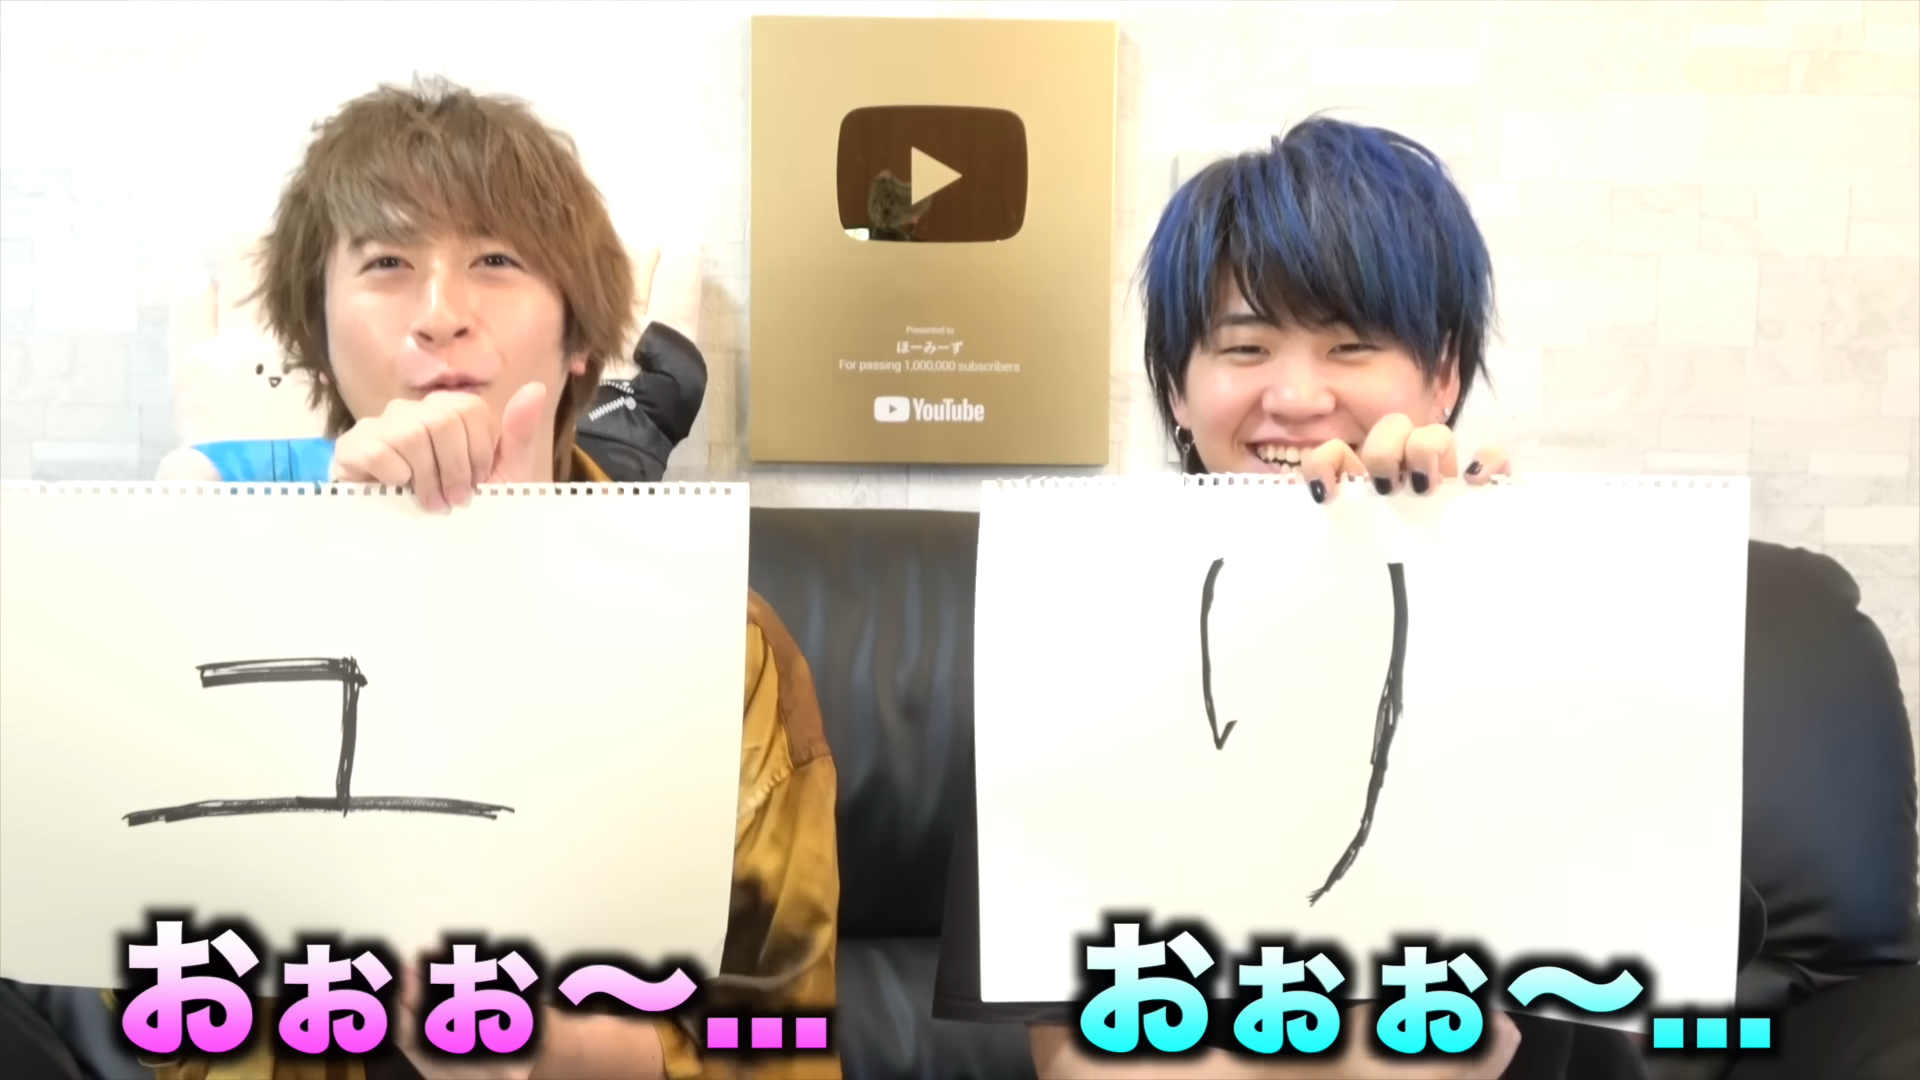 Presented to
ほーみーず
For passing 1,000,000 subscribers
YouTube
ユ
り
おぉぉ～...
おぉぉ～...